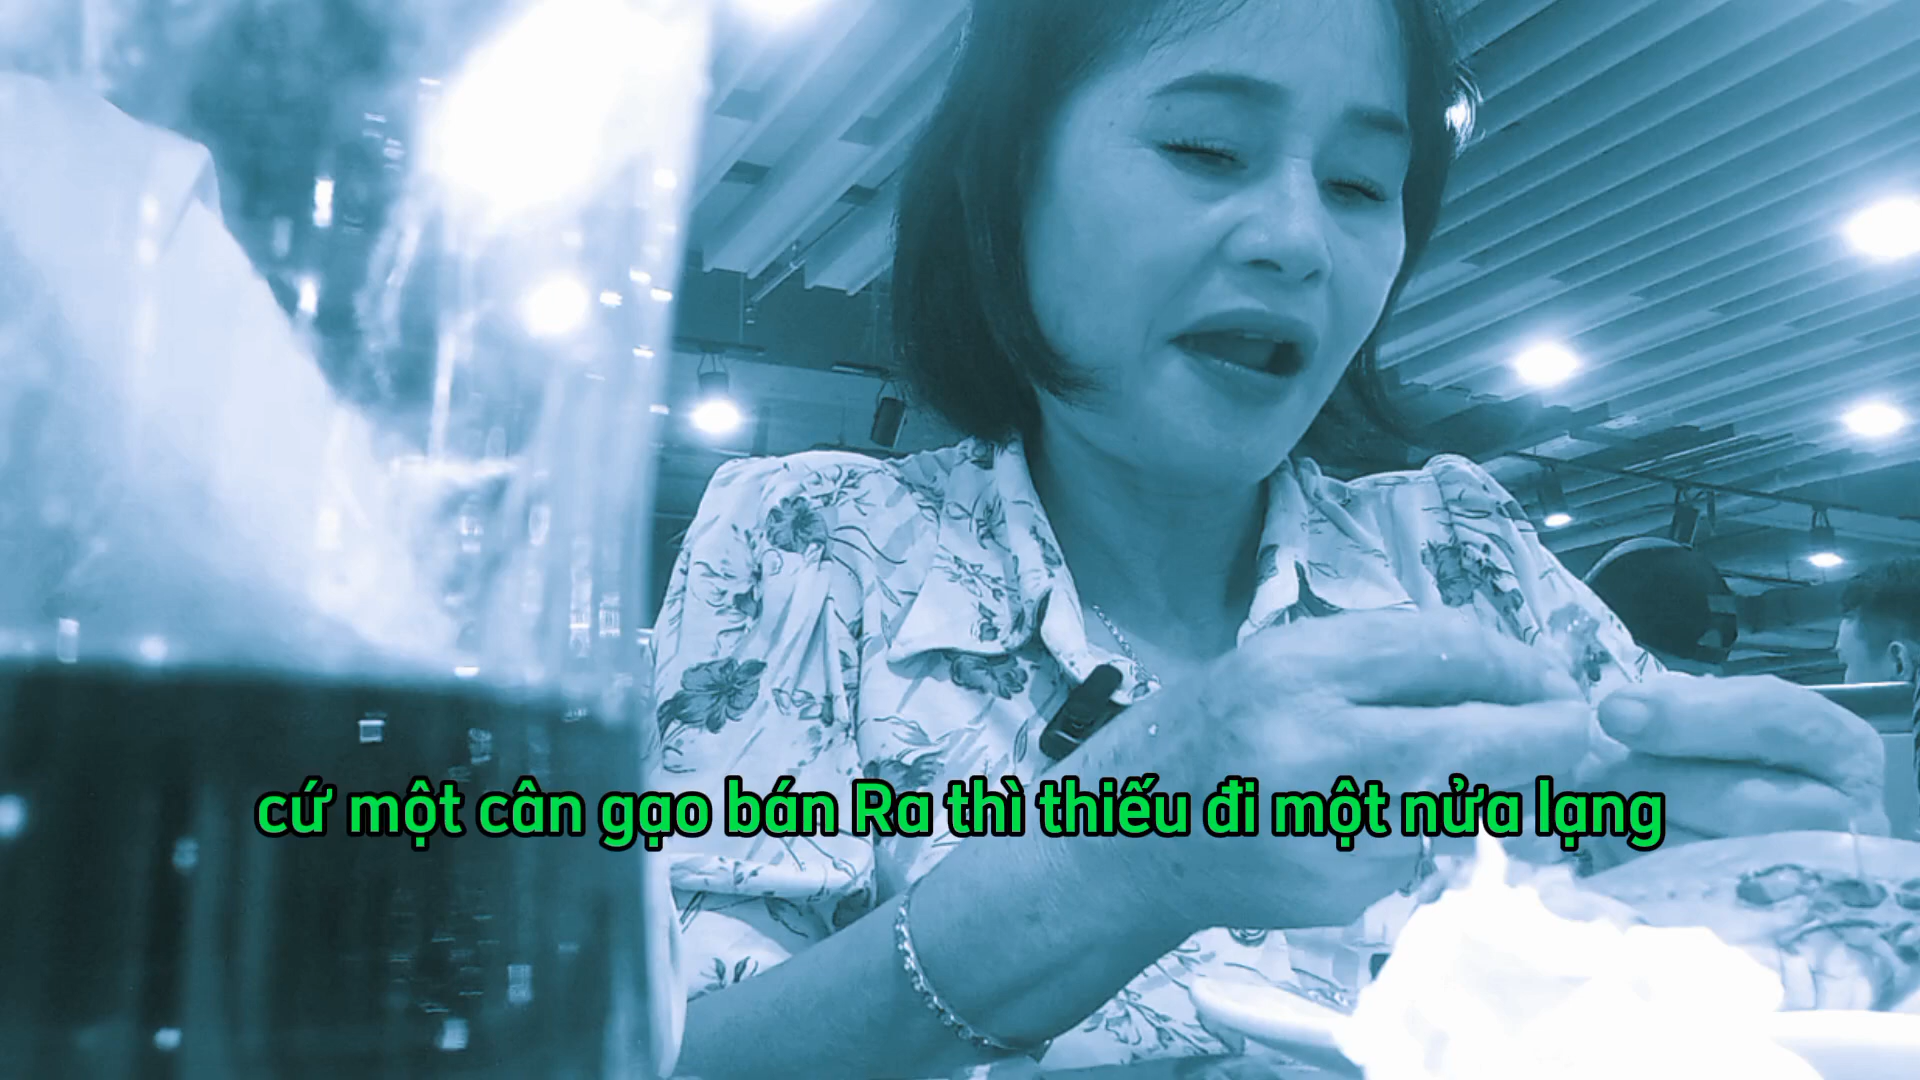 cứ một cân gạo bán Ra thì thiếu đi một nửa lạng